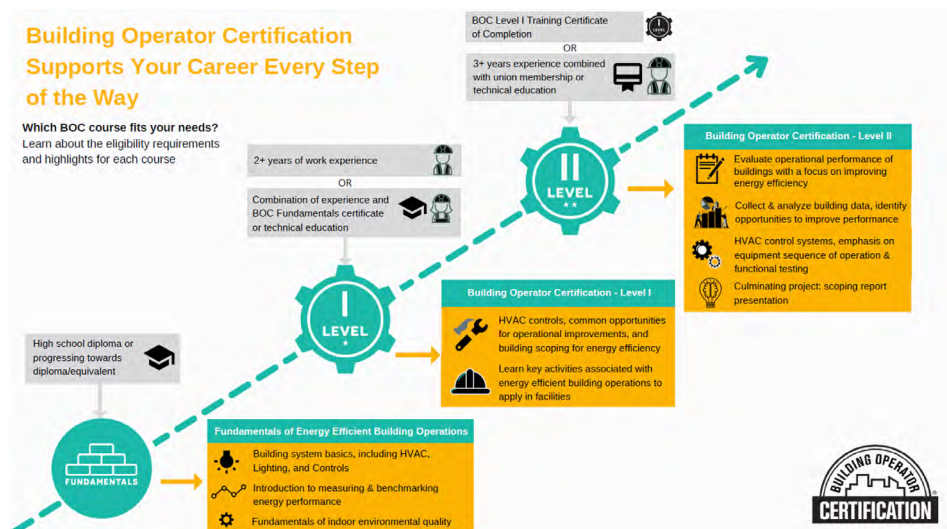 Building Operator Certification
Supports Your Career Every Step
of the Way
Which BOC course fits your needs?
Learn about the eligibility requirements
and highlights for each course
BOC Level I Training Certificate
of Completion
I
LEVEL
OR
3+ years experience combined
with union membership or
technical education
II
LEVEL
Building Operator Certification - Level II
Evaluate operational performance of
buildings with a focus on improving
energy efficiency
Collect & analyze building data, identify
opportunities to improve performance
HVAC control systems, emphasis on
equipment sequence of operation &
functional testing
Culminating project: scoping report
presentation
2+ years of work experience
OR
Combination of experience and
BOC Fundamentals certificate
or technical education
I
LEVEL
Building Operator Certification - Level I
HVAC controls, common opportunities
for operational improvements, and
building scoping for energy efficiency
Learn key activities associated with
energy efficient building operations to
apply in facilities
High school diploma or
progressing towards
diploma/equivalent
FUNDAMENTALS
Fundamentals of Energy Efficient Building Operations
Building system basics, including HVAC,
Lighting, and Controls
Introduction to measuring & benchmarking
energy performance
Fundamentals of indoor environmental quality
BUILDING OPERATOR
CERTIFICATION